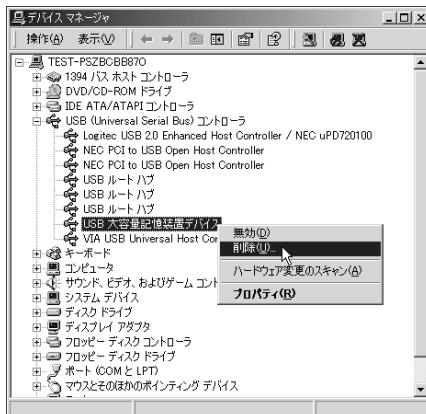 デバイス マネージャ
操作(A) 表示(V)
TEST-PSZBCBB870
1394 バス ホスト コントローラ
DVD/CD-ROM ドライブ
IDE ATA/ATAPI コントローラ
USB (Universal Serial Bus) コントローラ
Logitec USB 2.0 Enhanced Host Controller / NEC uPD720100
NEC PCI to USB Open Host Controller
NEC PCI to USB Open Host Controller
USB ルート ハブ
USB ルート ハブ
USB ルート ハブ
USB 大容量記憶装置デバイス
VIA USB Universal Host Cor
無効(D)
削除(U)...
ハードウェア変更のスキャン(A)
プロパティ(R)
キーボード
コンピュータ
サウンド、ビデオ、およびゲーム コント
システム デバイス
ディスク ドライブ
ディスプレイ アダプタ
フロッピー ディスク コントローラ
フロッピー ディスク ドライブ
ポート (COM と LPT)
マウスとそのほかのポインティング デバイス